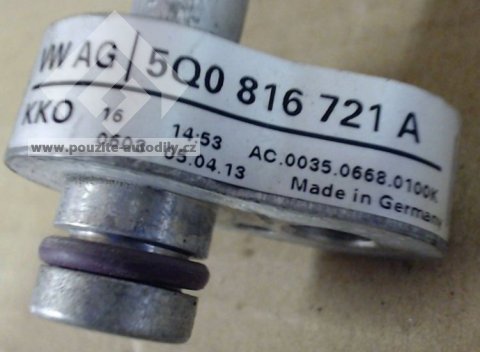 VW AG 5Q0 816 721 A
KKO 16 14:53 AC.0035.0668.0100K
05.04.13 Made in Germany
www.pouzite-autodily.cz